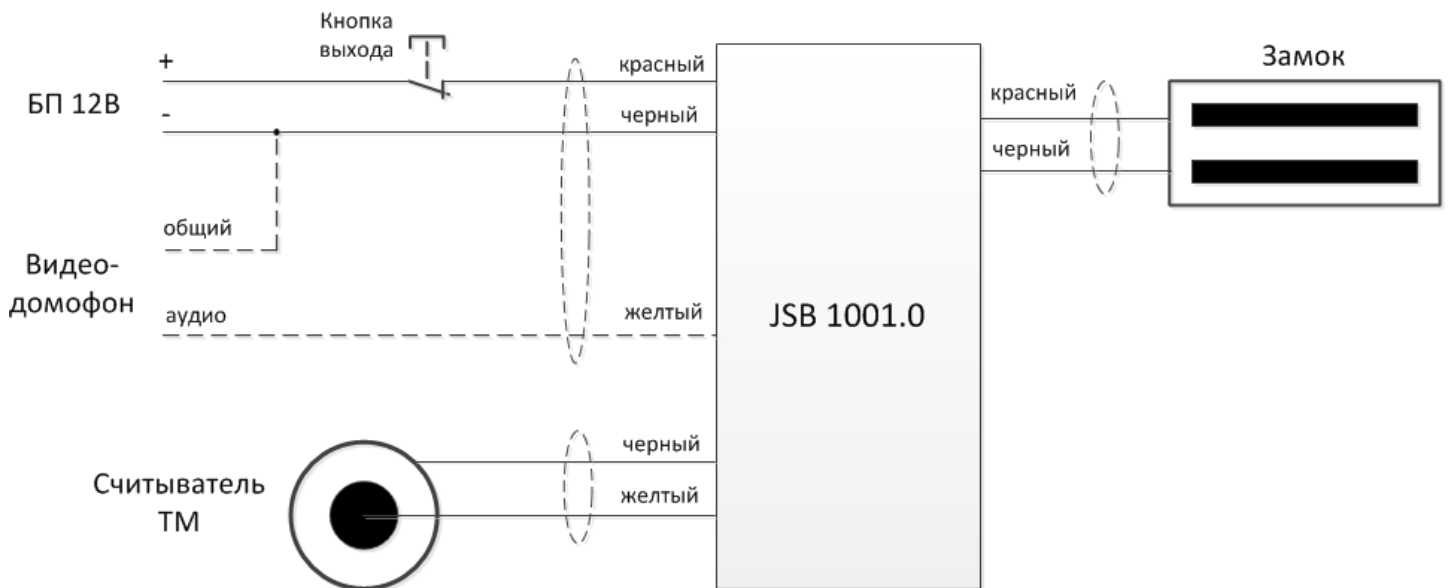 Кнопка
выхода
+
красный
Замок
БП 12В
-
черный
красный
черный
общий
Видео-
домофон
аудио
желтый
JSB 1001.0
черный
Считыватель
ТМ
желтый